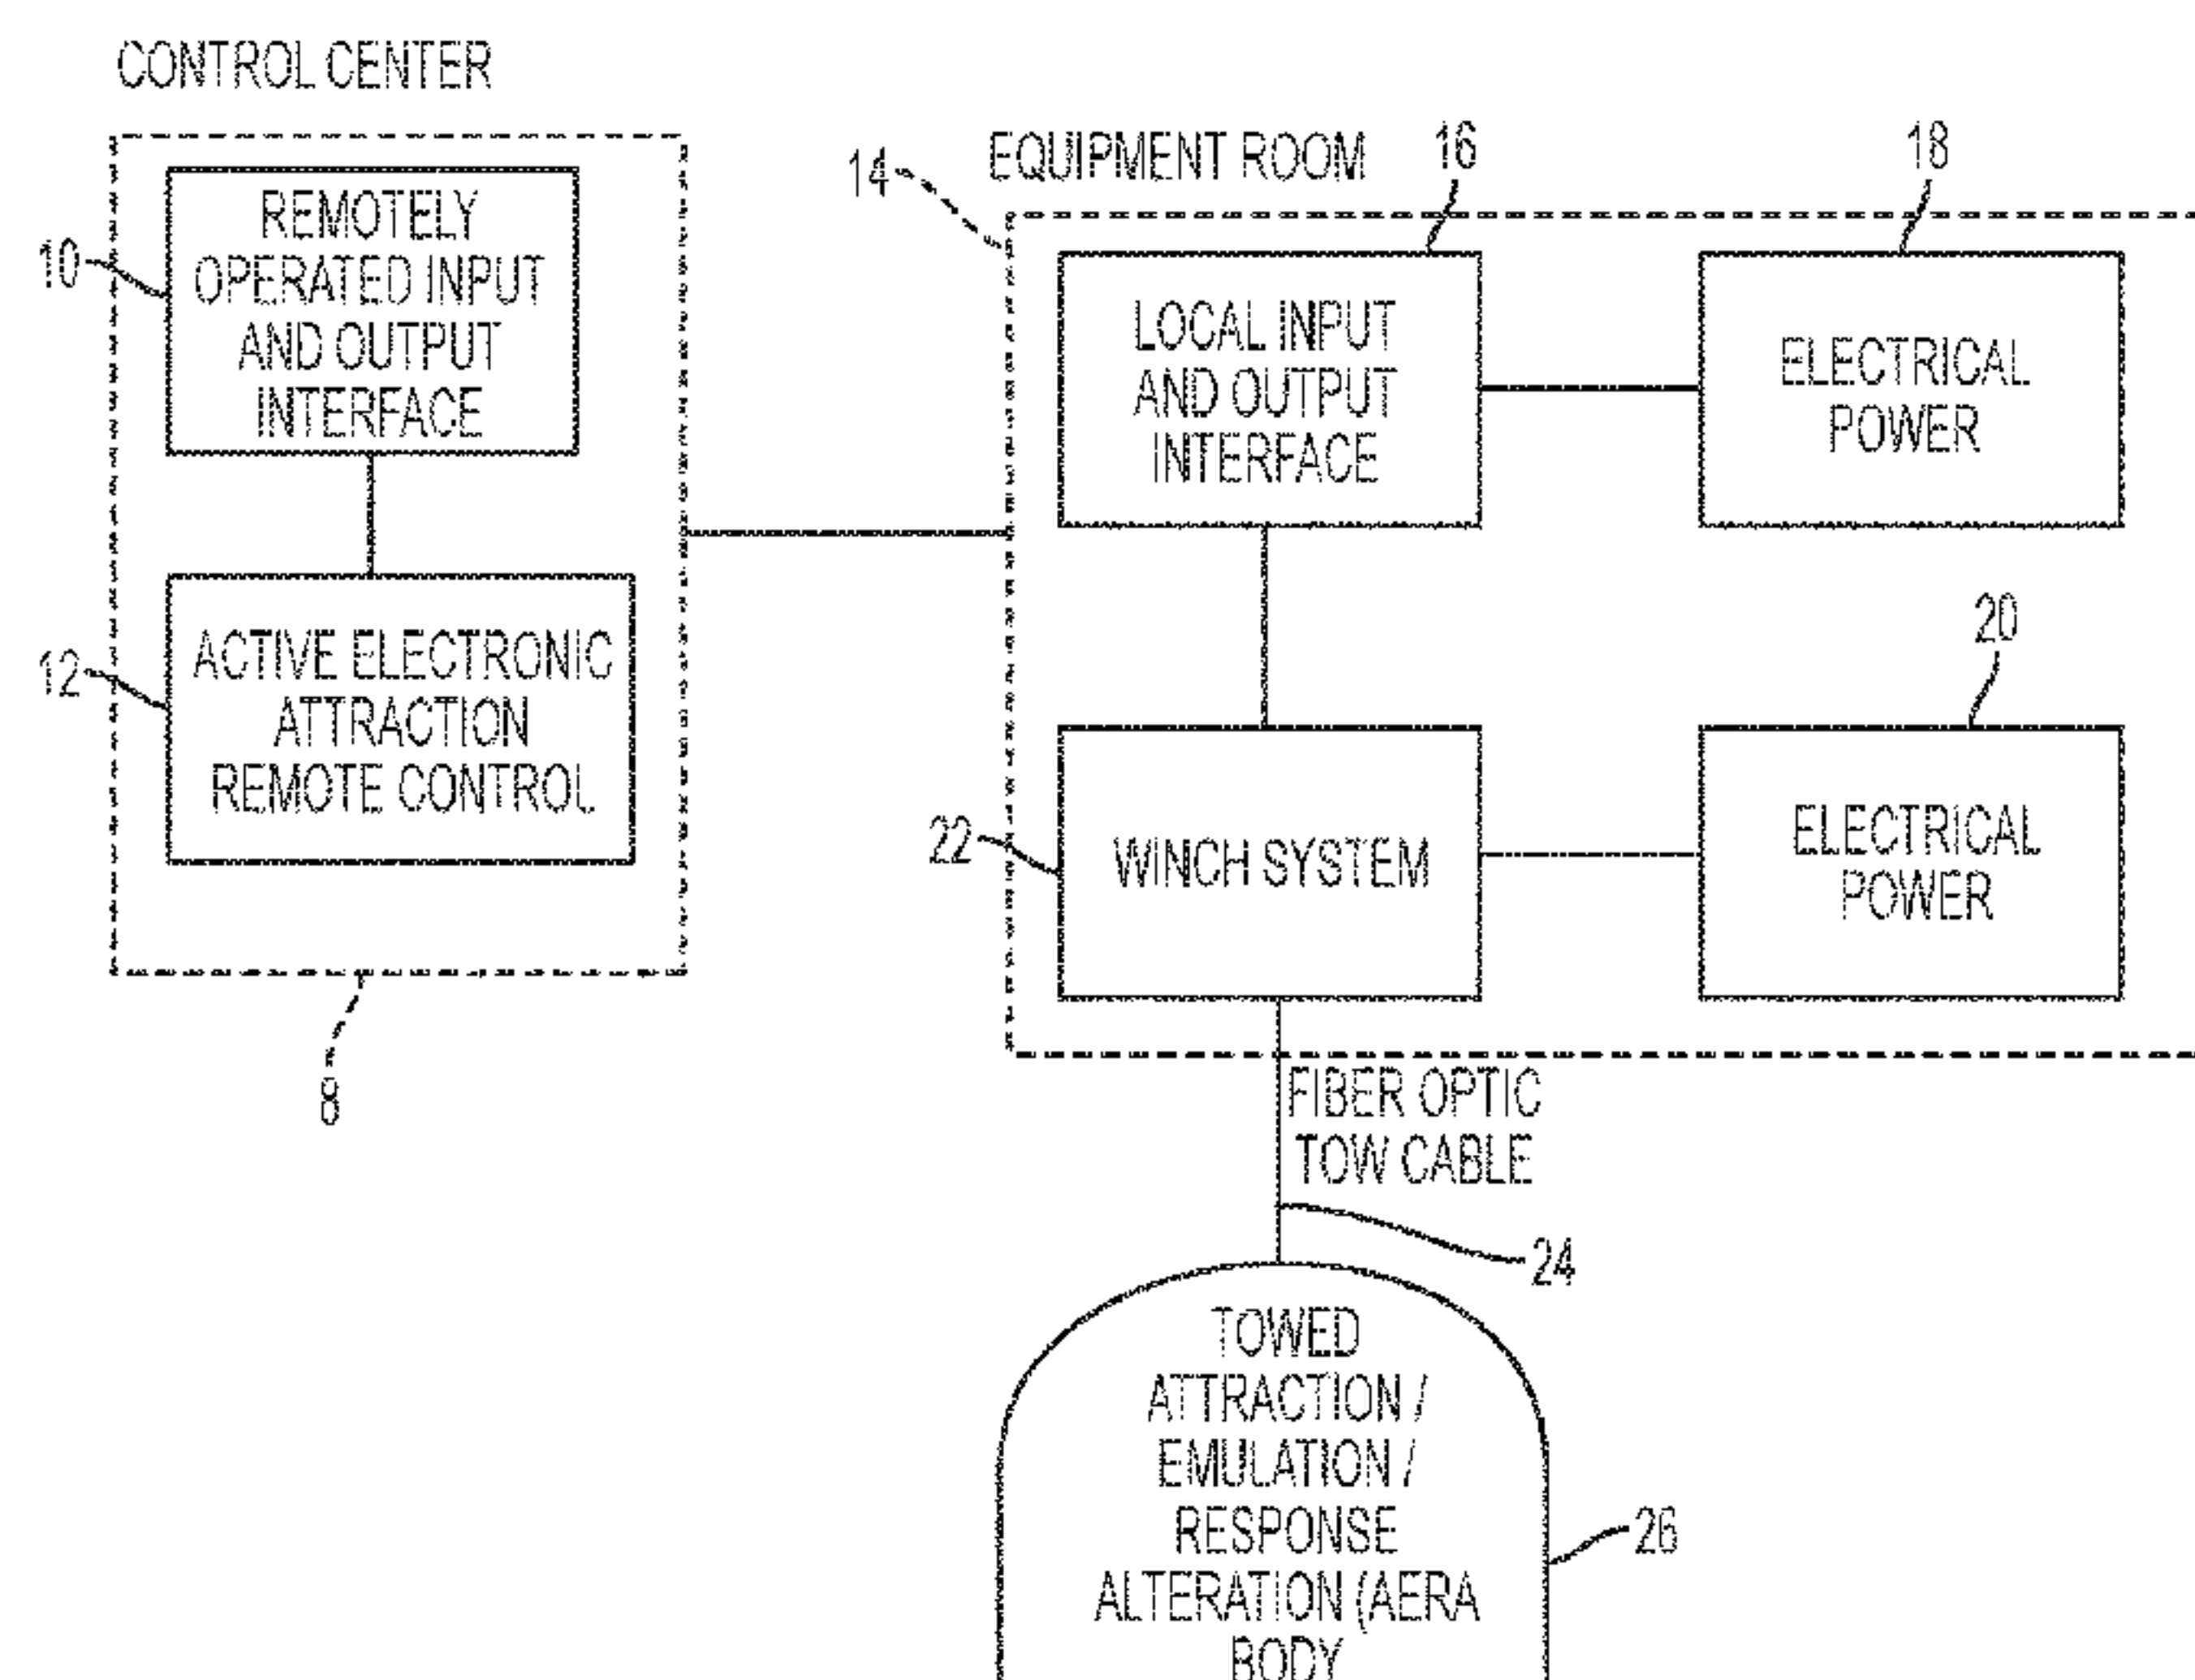 CONTROL CENTER
10
REMOTELY
OPERATED INPUT
AND OUTPUT
INTERFACE
12
ACTIVE ELECTRONIC
ATTRACTION
REMOTE CONTROL
8
14
EQUIPMENT ROOM
16
18
LOCAL INPUT
AND OUTPUT
INTERFACE
ELECTRICAL
POWER
20
22
WINCH SYSTEM
ELECTRICAL
POWER
FIBER OPTIC
TOW CABLE
24
TOWED
ATTRACTION /
EMULATION /
RESPONSE
ALTERATION (AERA
BODY
26